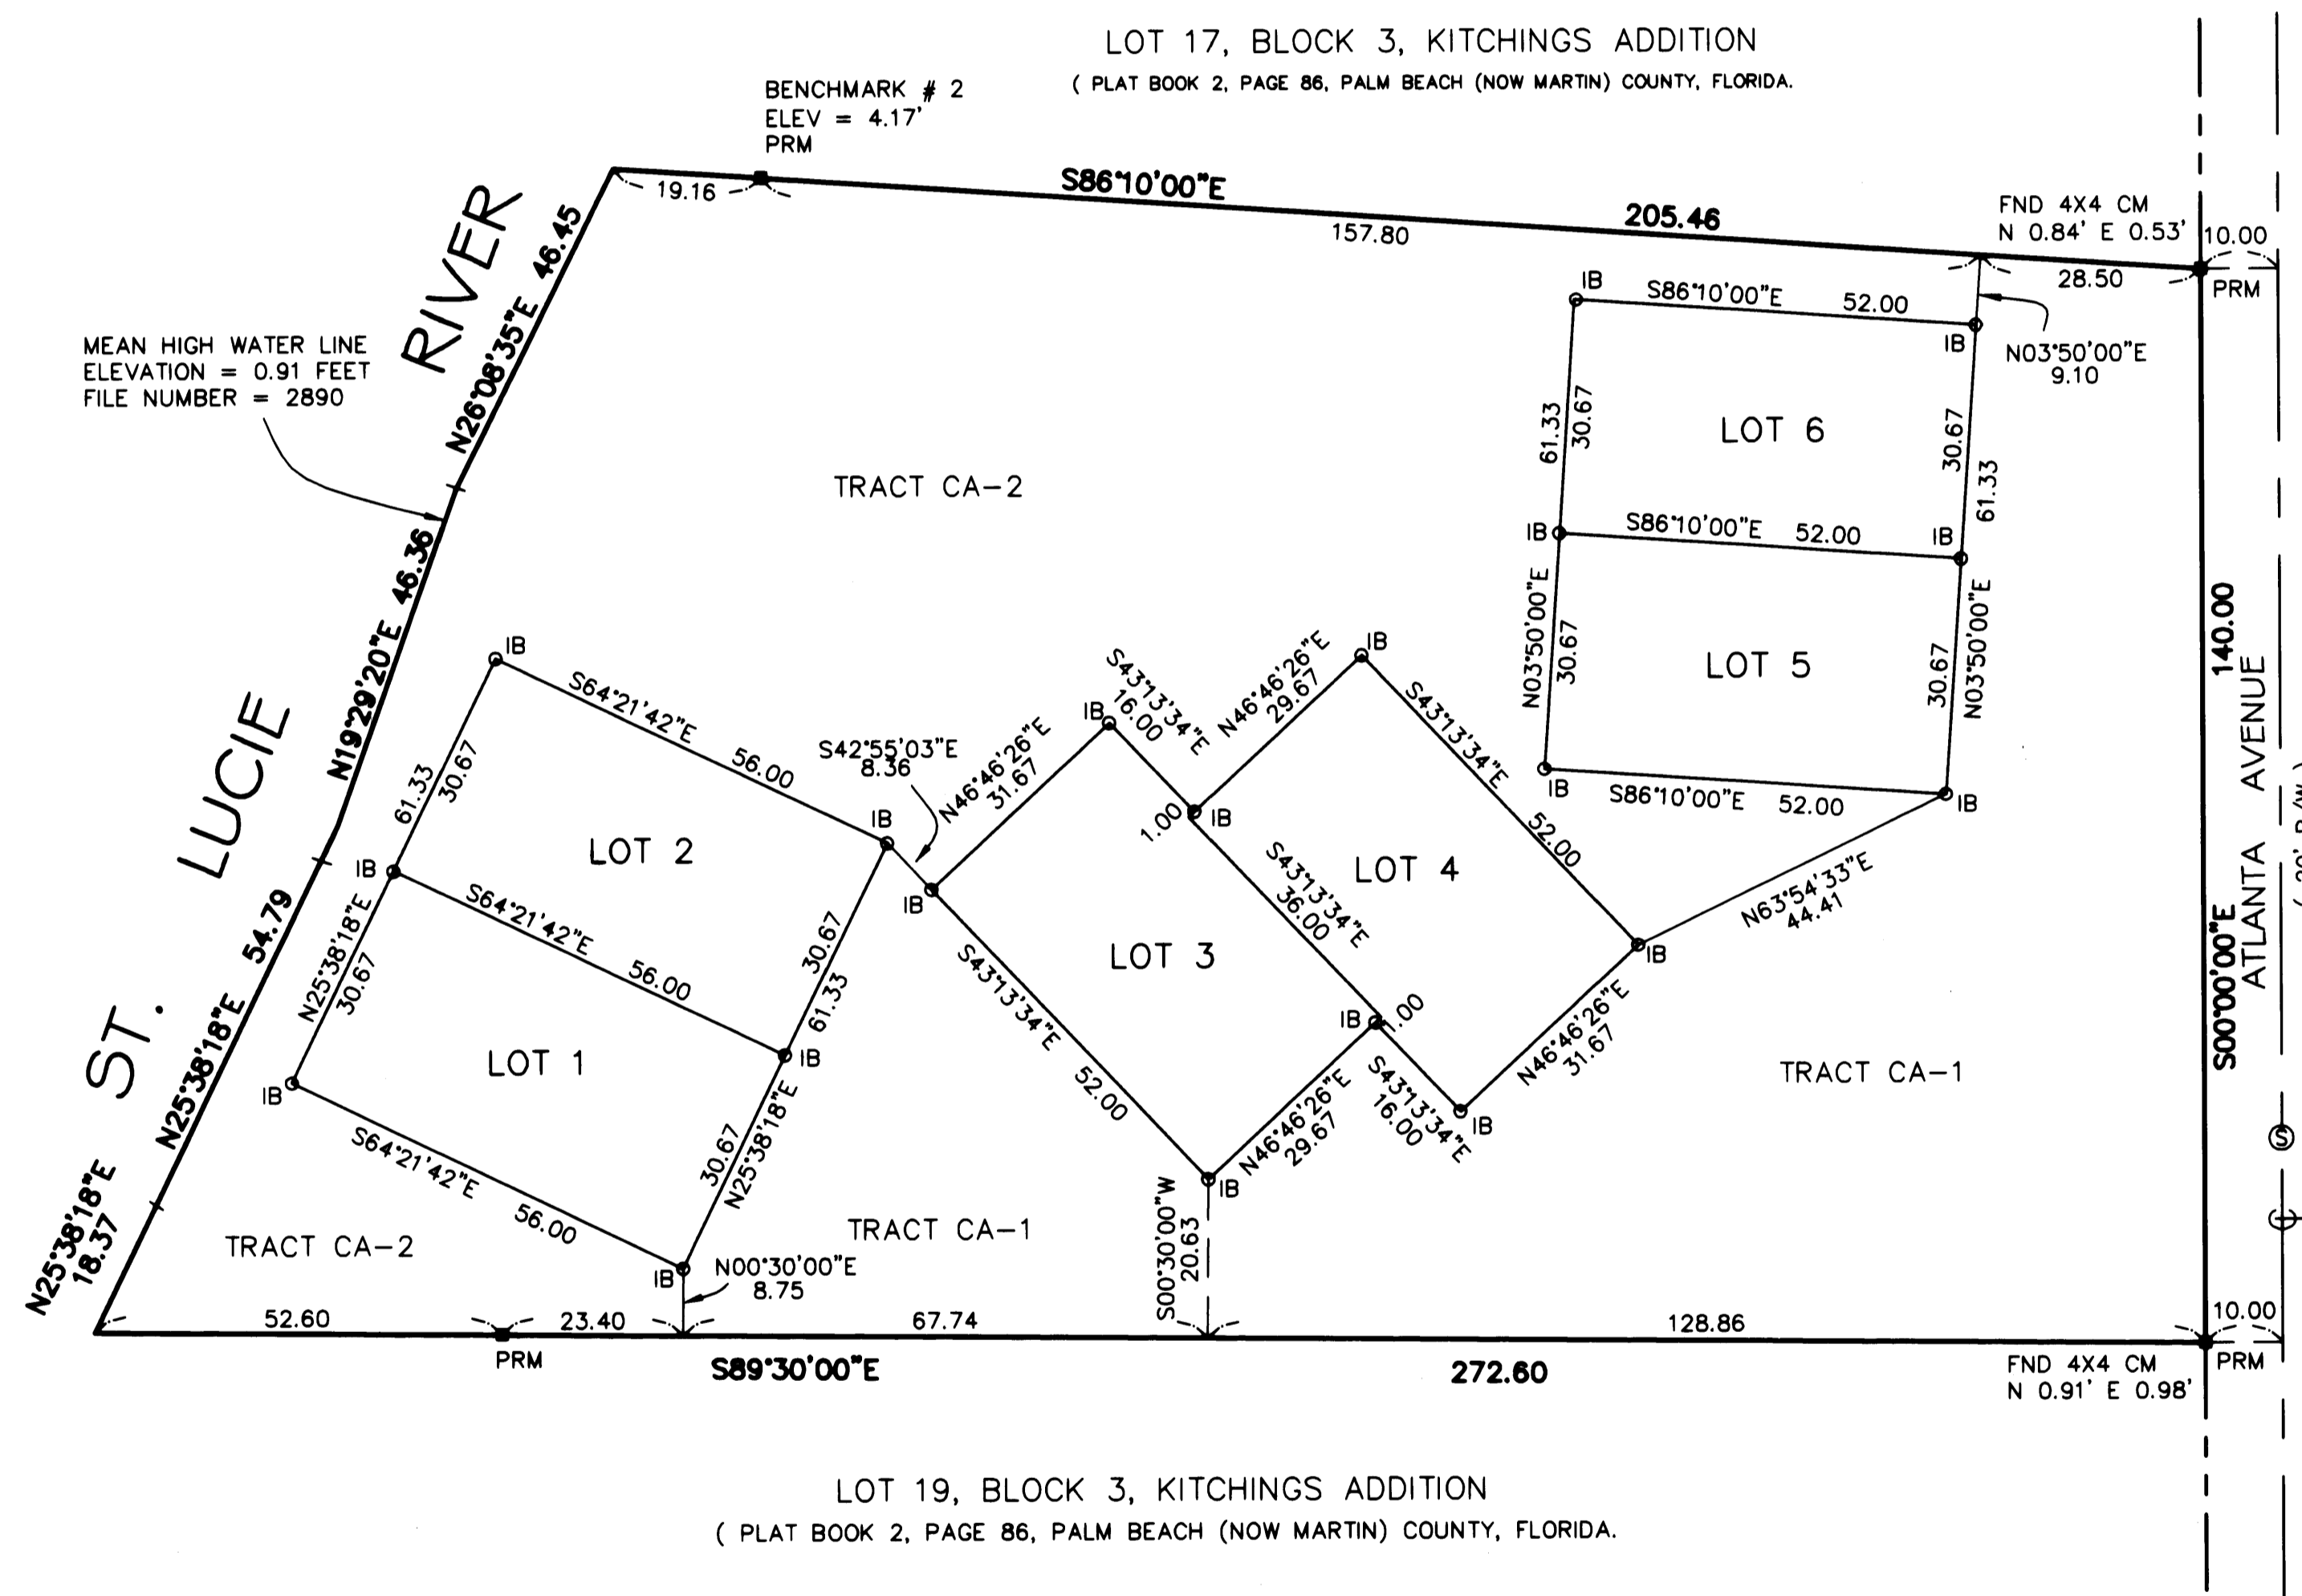 LOT 17, BLOCK 3, KITCHINGS ADDITION
( PLAT BOOK 2, PAGE 86, PALM BEACH (NOW MARTIN) COUNTY, FLORIDA.
BENCHMARK # 2
ELEV = 4.17'
PRM
19.16
S86°10'00"E
205.46
157.80
FND 4X4 CM
N 0.84' E 0.53'
10.00
28.50
PRM
RIVER
N26°08'35"E 46.45
MEAN HIGH WATER LINE
ELEVATION = 0.91 FEET
FILE NUMBER = 2890
IB
S86°10'00"E 52.00
IB
N03°50'00"E
9.10
61.33
30.67
LOT 6
30.67
61.33
TRACT CA-2
IB
S86°10'00"E 52.00
IB
N19°29'20"E 46.36
N03°50'00"E
30.67
LOT 5
30.67
N03°50'00"E
140.00
S0°00'00"E
ATLANTA AVENUE
IB
S86°10'00"E 52.00
IB
LUCIE
IB
S64°21'42"E
56.00
61.33
30.67
LOT 2
IB
S42°55'03"E
8.36
N46°46'26"E
31.67
IB
S43°13'34"E
16.00
N46°46'26"E
29.67
IB
S43°13'34"E
52.00
1.00
IB
LOT 4
IB
S64°21'42"E
56.00
30.67
61.33
IB
LOT 3
S43°13'34"E
36.00
N63°54'33"E
44.41
IB
54.79
N25°38'18"E
N25°38'18"E
30.67
LOT 1
IB
S43°13'34"E
52.00
IB
1.00
N46°46'26"E
31.67
TRACT CA-1
ST.
IB
S64°21'42"E
56.00
30.67
N25°38'18"E
N46°46'26"E
29.67
S43°13'34"E
16.00
IB
IB
S
N25°38'18"E
18.37
TRACT CA-2
TRACT CA-1
IB
N00°30'00"E
8.75
S00°30'00"W
20.63
52.60
23.40
67.74
128.86
10.00
PRM
S89°30'00"E
272.60
FND 4X4 CM
N 0.91' E 0.98'
PRM
LOT 19, BLOCK 3, KITCHINGS ADDITION
( PLAT BOOK 2, PAGE 86, PALM BEACH (NOW MARTIN) COUNTY, FLORIDA.